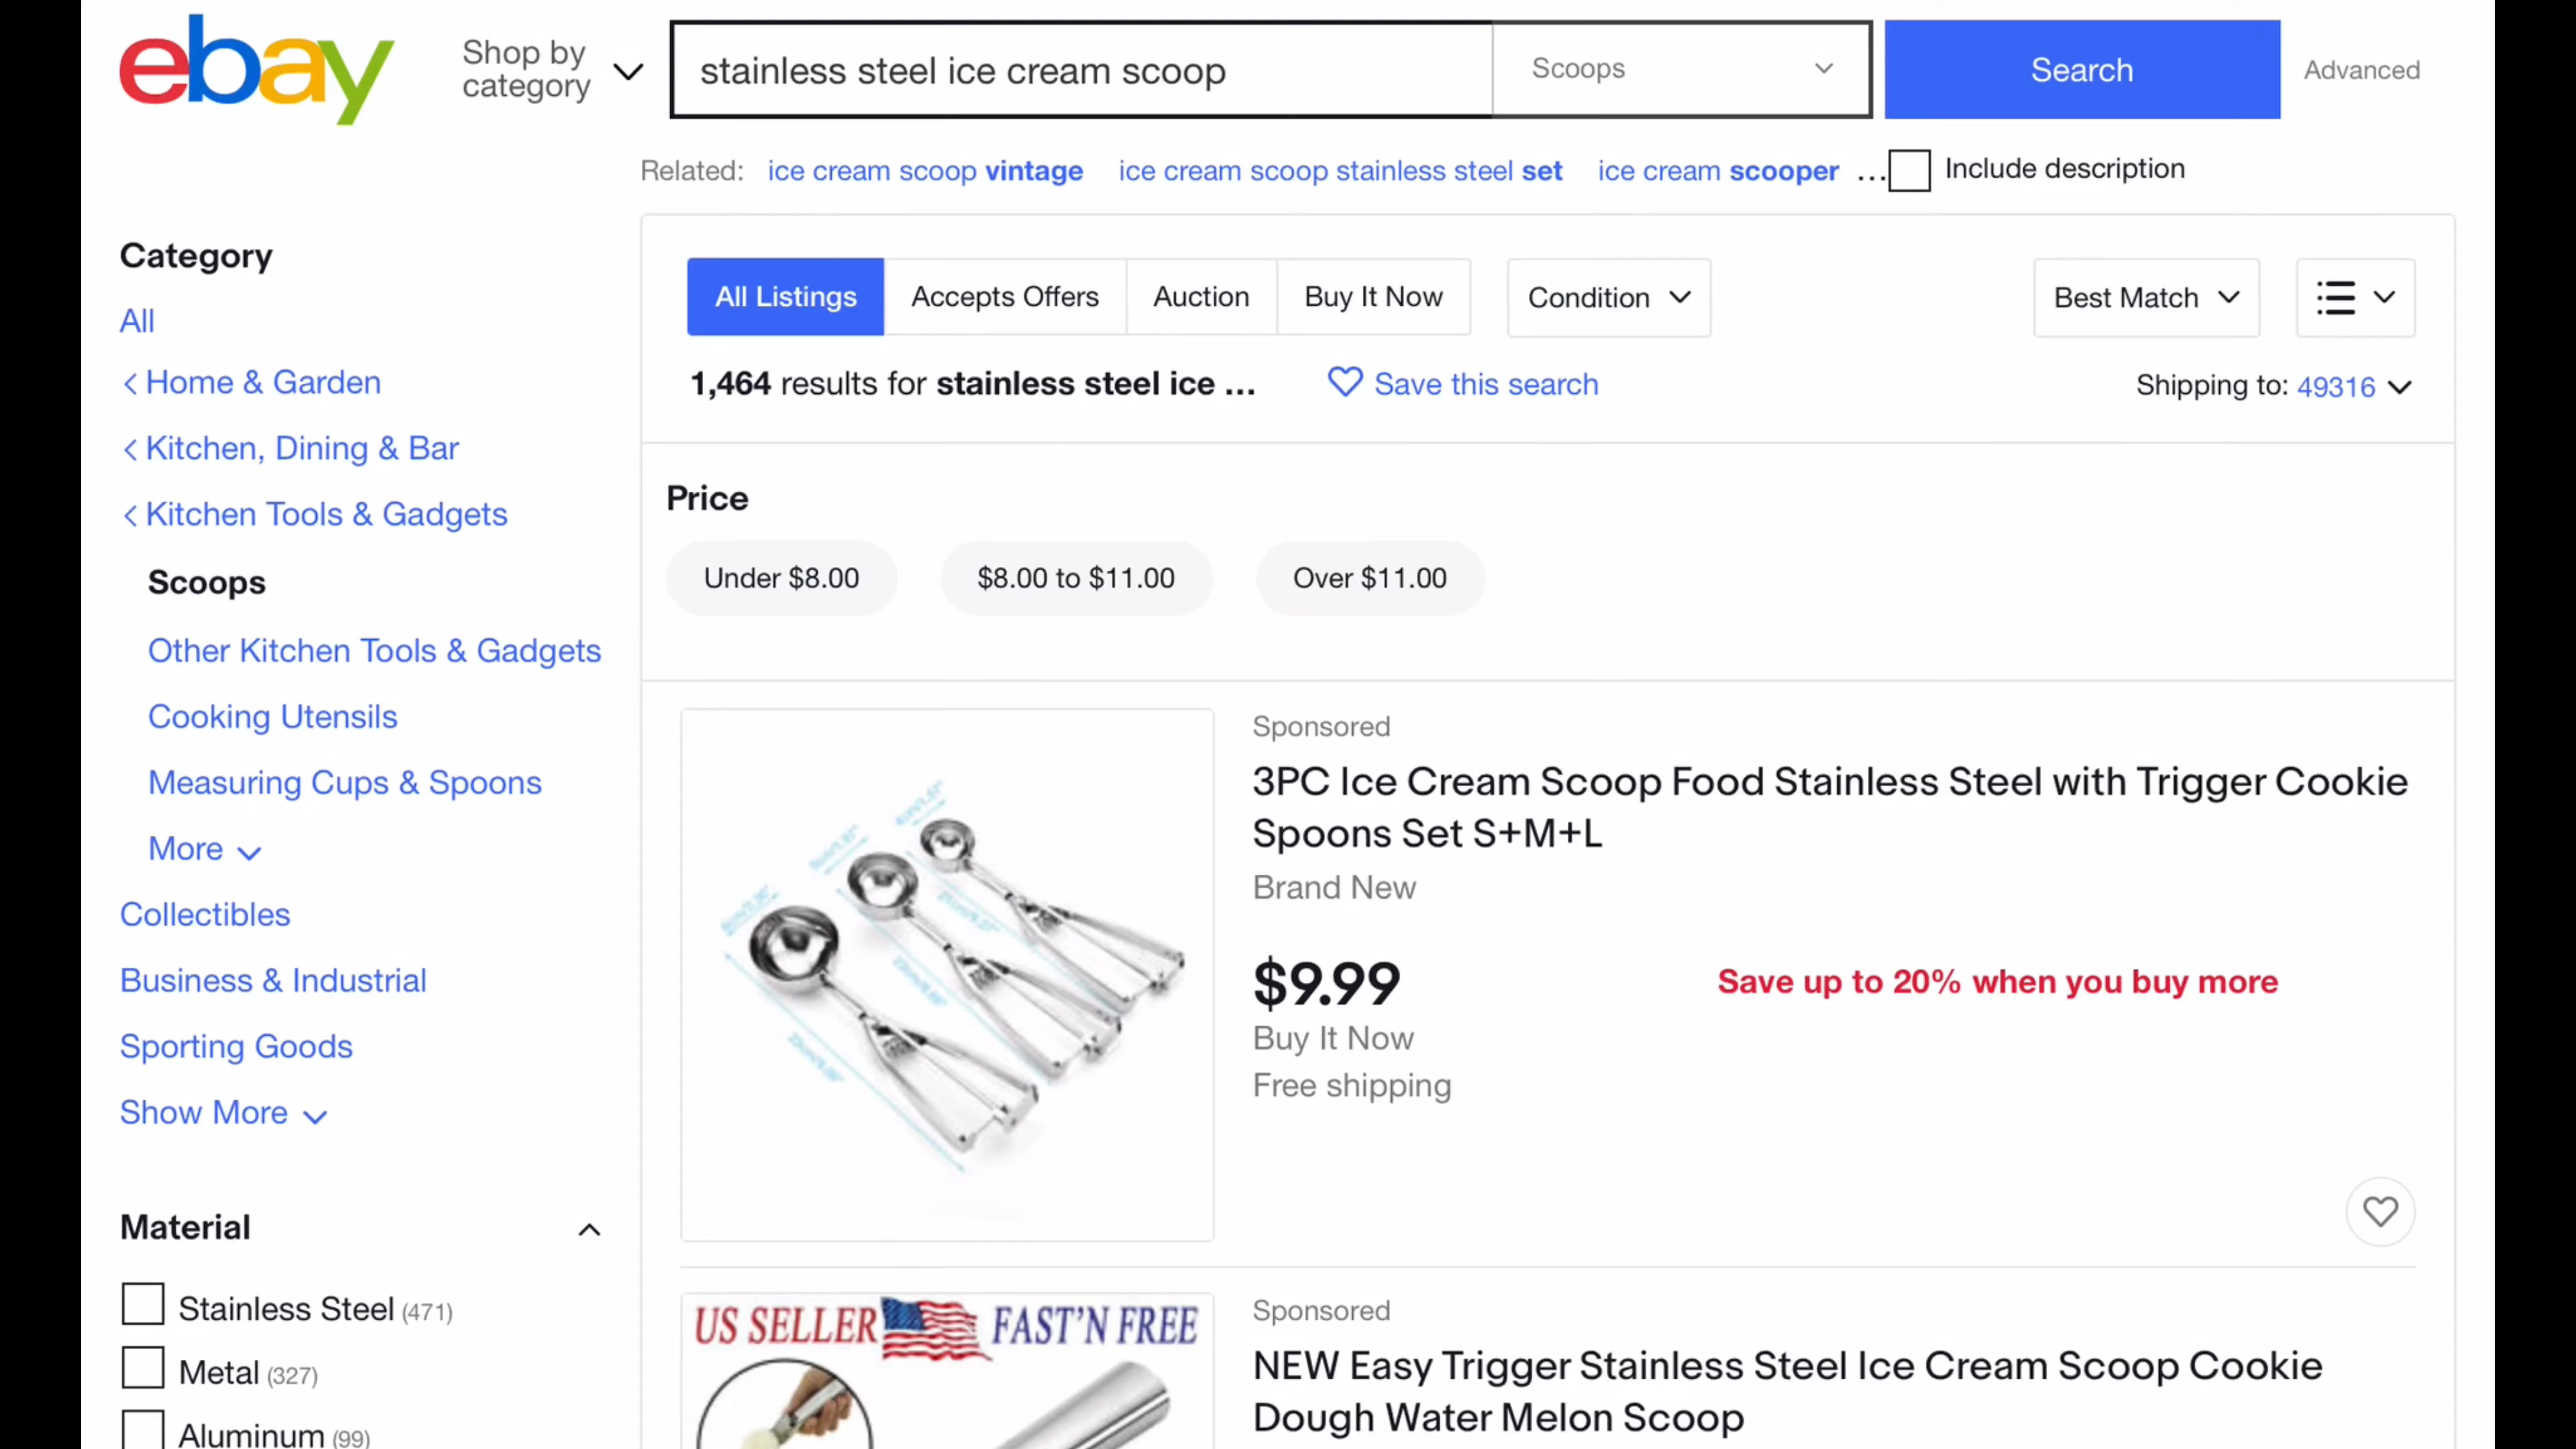 ebay
Shop by
category
stainless steel ice cream scoop
Scoops
Search
Advanced
Related: ice cream scoop vintage ice cream scoop stainless steel set ice cream scooper ...
Include description
Category
All
Home & Garden
Kitchen, Dining & Bar
Kitchen Tools & Gadgets
Scoops
Other Kitchen Tools & Gadgets
Cooking Utensils
Measuring Cups & Spoons
More
Collectibles
Business & Industrial
Sporting Goods
Show More
Material
Stainless Steel (471)
Metal (327)
Aluminum (99)
All Listings
Accepts Offers
Auction
Buy It Now
Condition
Best Match
1,464 results for stainless steel ice ...
Save this search
Shipping to: 49316
Price
Under $8.00
$8.00 to $11.00
Over $11.00
Sponsored
3PC Ice Cream Scoop Food Stainless Steel with Trigger Cookie
Spoons Set S+M+L
Brand New
$9.99
Save up to 20% when you buy more
Buy It Now
Free shipping
US SELLER FAST'N FREE
Sponsored
NEW Easy Trigger Stainless Steel Ice Cream Scoop Cookie
Dough Water Melon Scoop